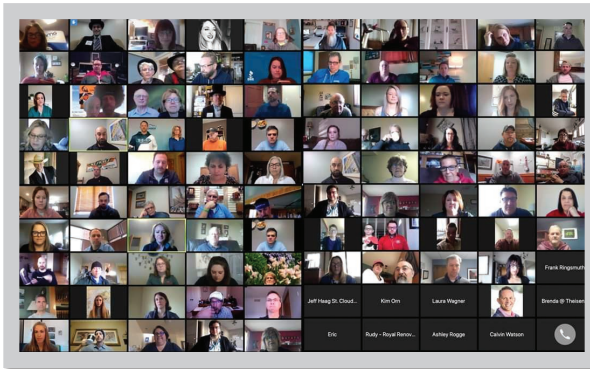 Frank Ringsmuth
Jeff Haag St. Cloud...
Kim Orn
Laura Wagner
Brenda @ Theisen
Eric
Rudy - Royal Renov...
Ashley Rogge
Calvin Watson